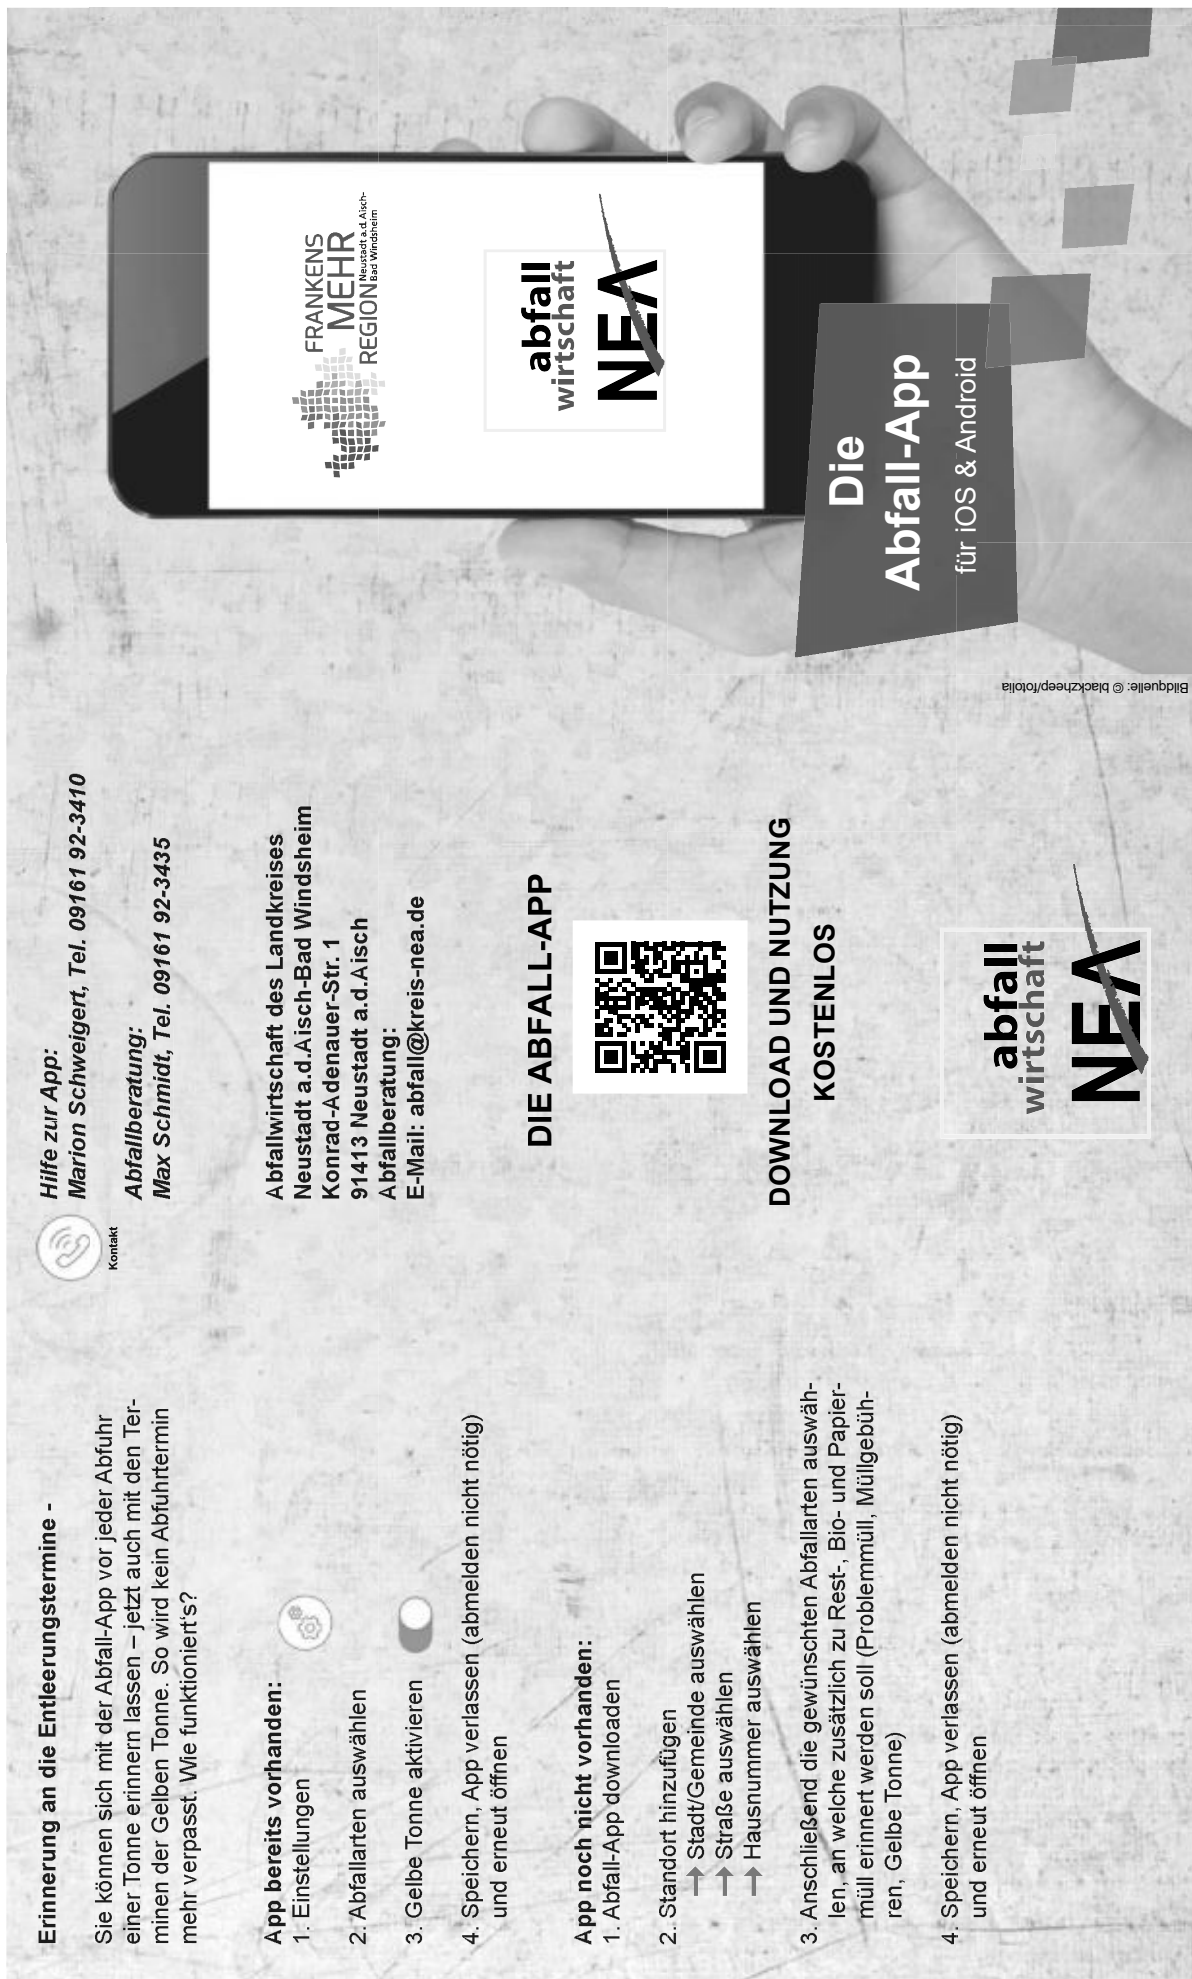 Erinnerung an die Entleerungstermine -
Sie können sich mit der Abfall-App vor jeder Abfuhr
einer Tonne erinnern lassen – jetzt auch mit den Ter-
minen der Gelben Tonne. So wird kein Abfuhrtermin
mehr verpasst. Wie funktioniert's?
App bereits vorhanden:
1. Einstellungen
2. Abfallarten auswählen
3. Gelbe Tonne aktivieren
4. Speichern, App verlassen (abmelden nicht nötig)
und erneut öffnen
App noch nicht vorhanden:
1. Abfall-App downloaden
2. Standort hinzufügen
→ Stadt/Gemeinde auswählen
→ Straße auswählen
→ Hausnummer auswählen
3. Anschließend die gewünschten Abfallarten auswäh-
len, an welche zusätzlich zu Rest-, Bio- und Papier-
müll erinnert werden soll (Problemmüll, Müllgebüh-
ren, Gelbe Tonne)
4. Speichern, App verlassen (abmelden nicht nötig)
und erneut öffnen
Kontakt
Hilfe zur App:
Marion Schweigert, Tel. 09161 92-3410
Abfallberatung:
Max Schmidt, Tel. 09161 92-3435
Abfallwirtschaft des Landkreises
Neustadt a.d.Aisch-Bad Windsheim
Konrad-Adenauer-Str. 1
91413 Neustadt a.d.Aisch
Abfallberatung:
E-Mail: abfall@kreis-nea.de
DIE ABFALL-APP
DOWNLOAD UND NUTZUNG
KOSTENLOS
abfall
wirtschaft
NEA
FRANKENS
MEHR
REGION
Neustadt a.d. Aisch-
Bad Windsheim
abfall
wirtschaft
NEA
Die
Abfall-App
für iOS & Android
Bildquelle: © blackzheep/fotolia